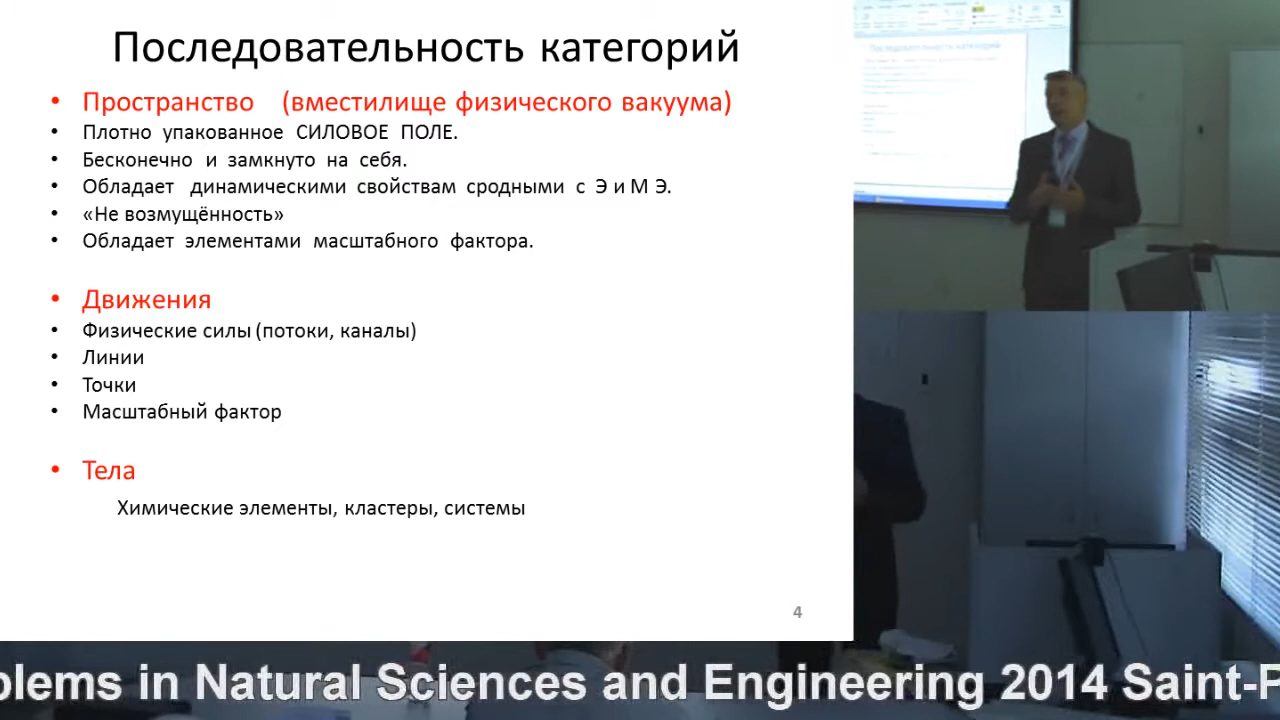 Последовательность категорий
• Пространство (вместилище физического вакуума)
• Плотно упакованное СИЛОВОЕ ПОЛЕ.
• Бесконечно и замкнуто на себя.
• Обладает динамическими свойствам сродными с Э и М Э.
• «Не возмущённость»
• Обладает элементами масштабного фактора.
• Движения
• Физические силы (потоки, каналы)
• Линии
• Точки
• Масштабный фактор
• Тела
Химические элементы, кластеры, системы
4
blems in Natural Sciences and Engineering 2014 Saint-P